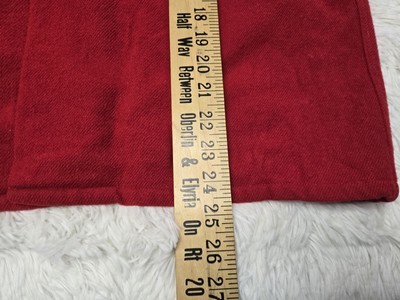 18 19 20 21 22 23 24 25 26 27
Half Way Between Oberlin & Elyria On Rt 20